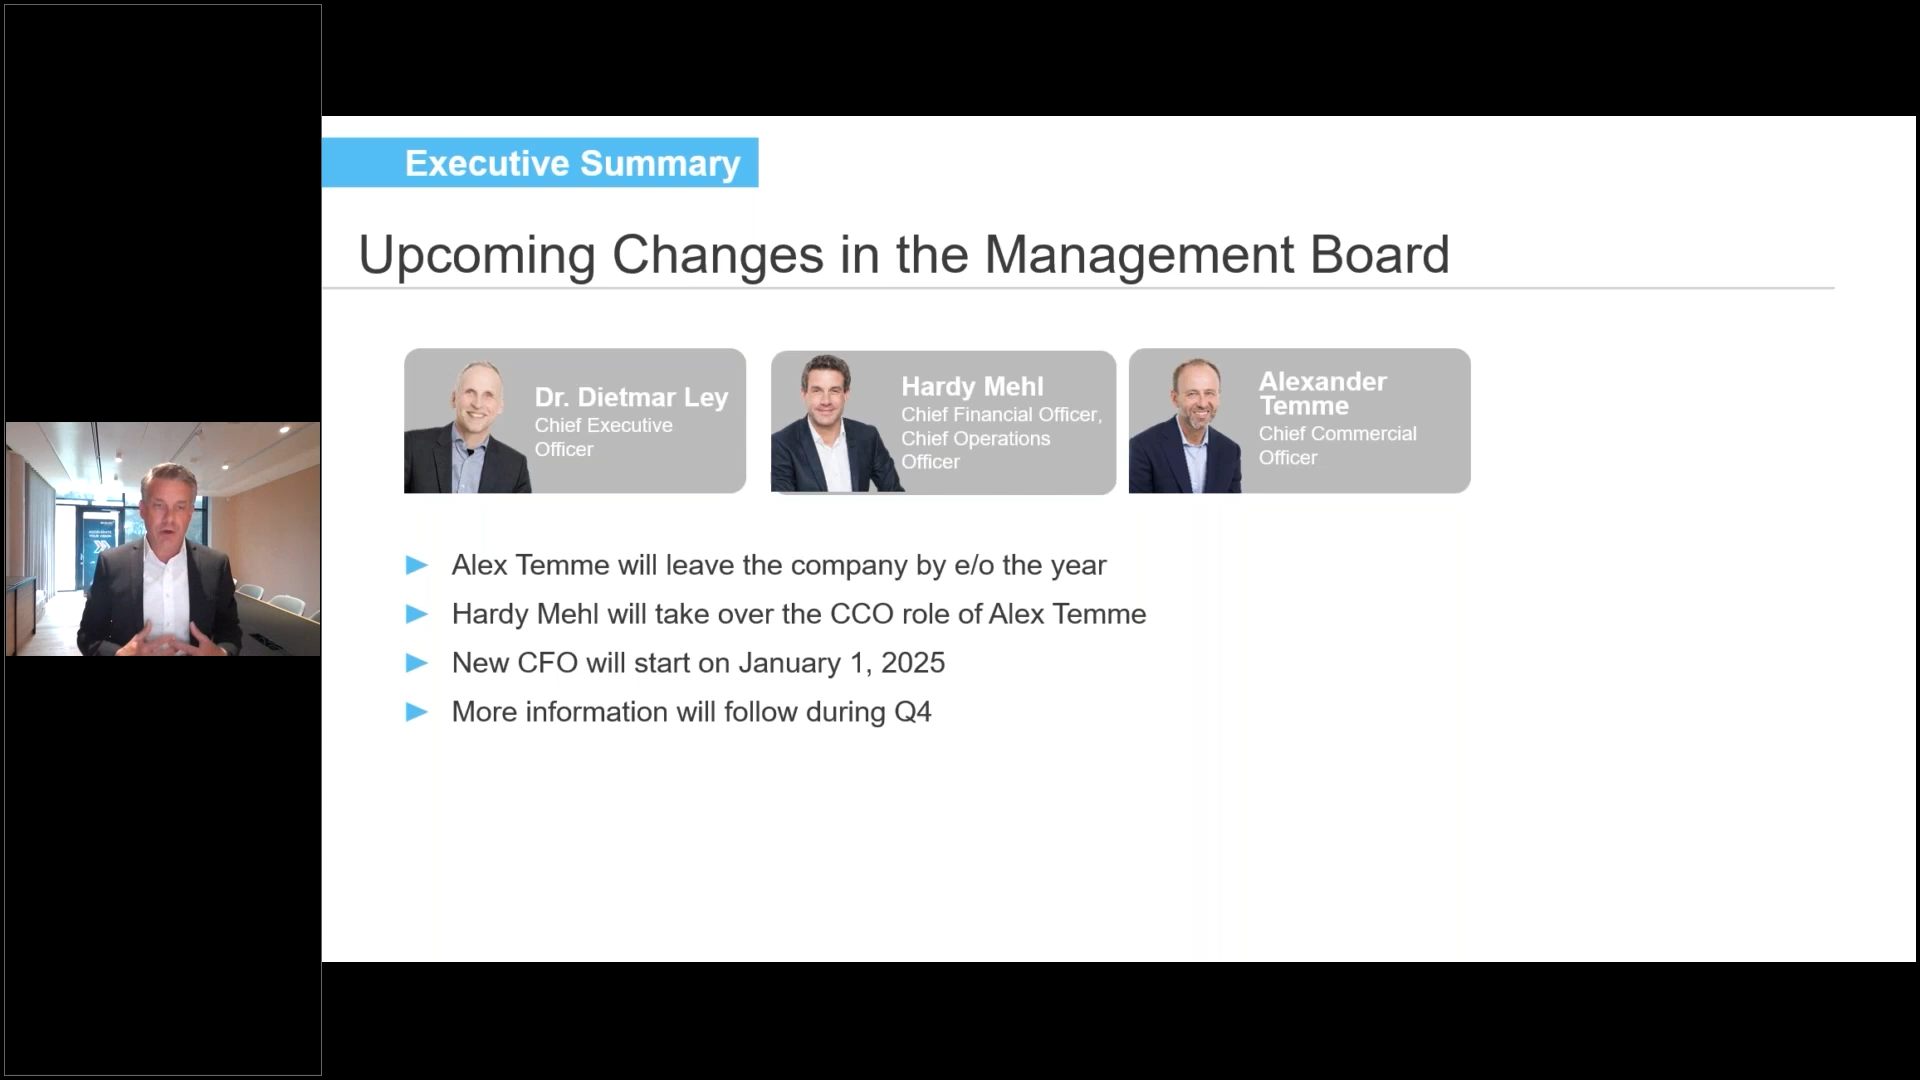 Executive Summary
Upcoming Changes in the Management Board
Dr. Dietmar Ley
Chief Executive
Officer
Hardy Mehl
Chief Financial Officer,
Chief Operations
Officer
Alexander
Temme
Chief Commercial
Officer
Alex Temme will leave the company by e/o the year
Hardy Mehl will take over the CCO role of Alex Temme
New CFO will start on January 1, 2025
More information will follow during Q4